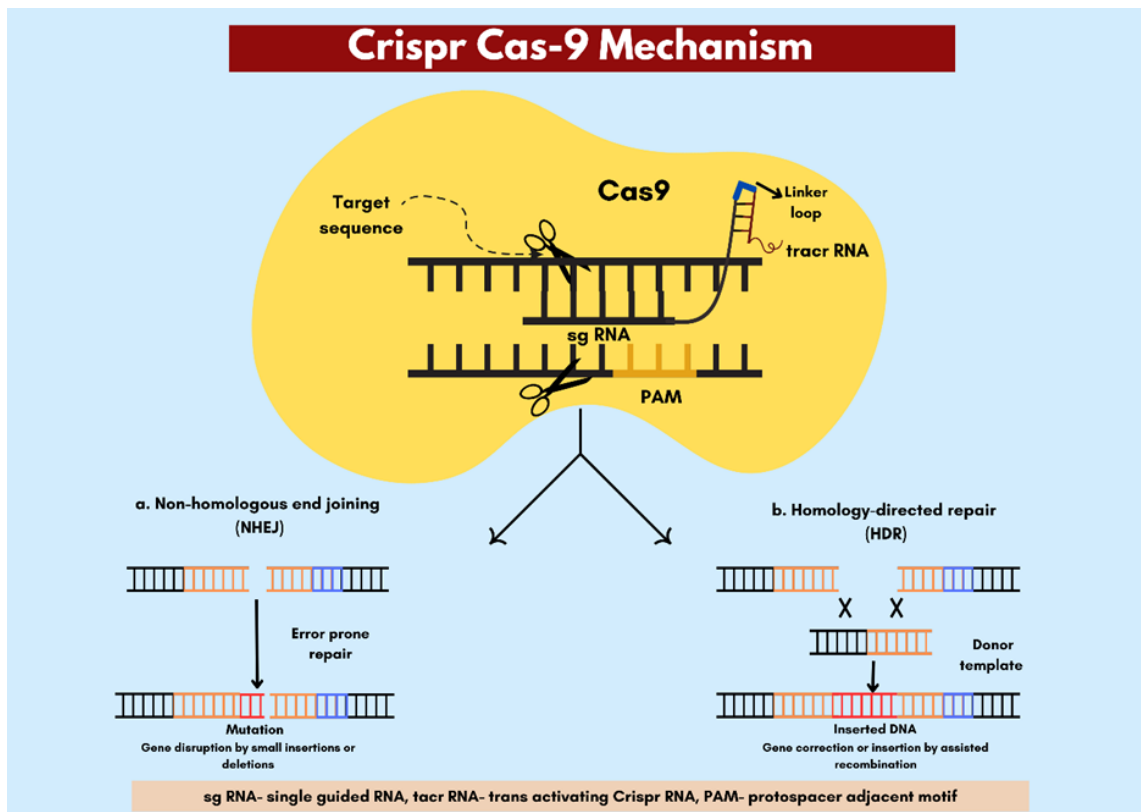 Crispr Cas-9 Mechanism
Cas9
Target
sequence
Linker
loop
tracr RNA
sg RNA
PAM
a. Non-homologous end joining
(NHEJ)
b. Homology-directed repair
(HDR)
X X
Error prone
repair
Donor
template
Mutation
Gene disruption by small insertions or
deletions
Inserted DNA
Gene correction or insertion by assisted
recombination
sg RNA- single guided RNA, tacr RNA- trans activating Crispr RNA, PAM- protospacer adjacent motif